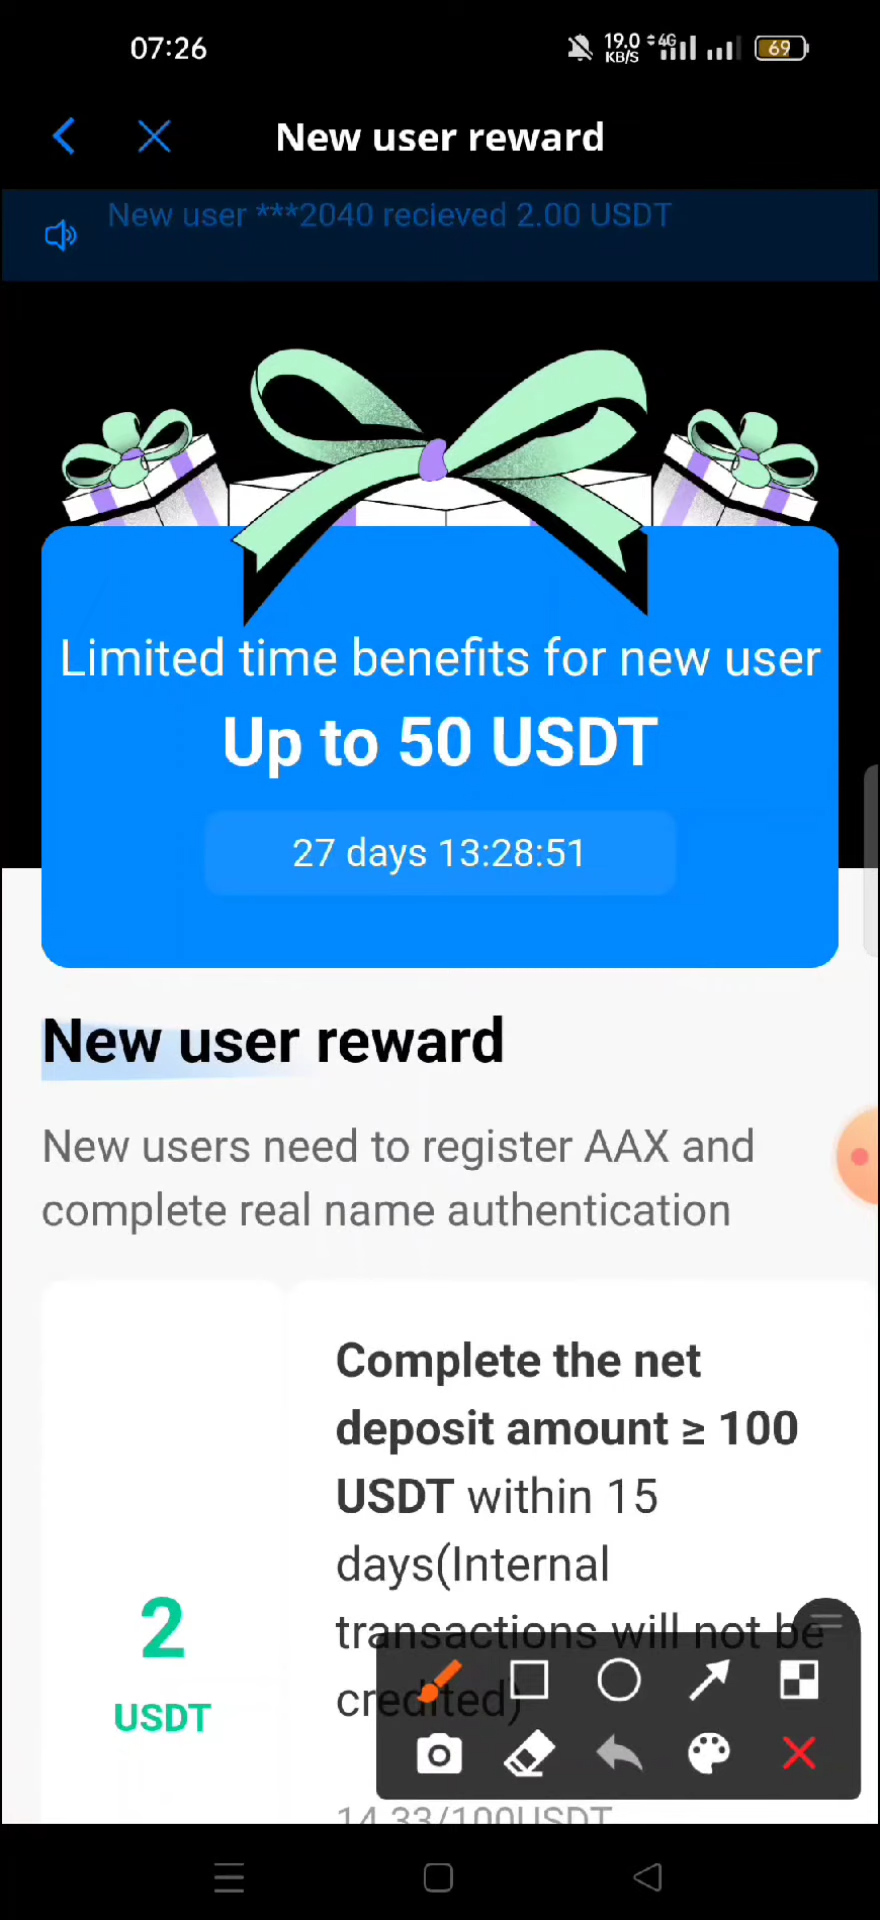 07:26
19.0 KB/S 4G 69
New user reward
New user ***2040 recieved 2.00 USDT
Limited time benefits for new user
Up to 50 USDT
27 days 13:28:51
New user reward
New users need to register AAX and
complete real name authentication
Complete the net
deposit amount ≥ 100
USDT within 15
days(Internal
transactions will not be
credited)
2
USDT
14.33/100USDT